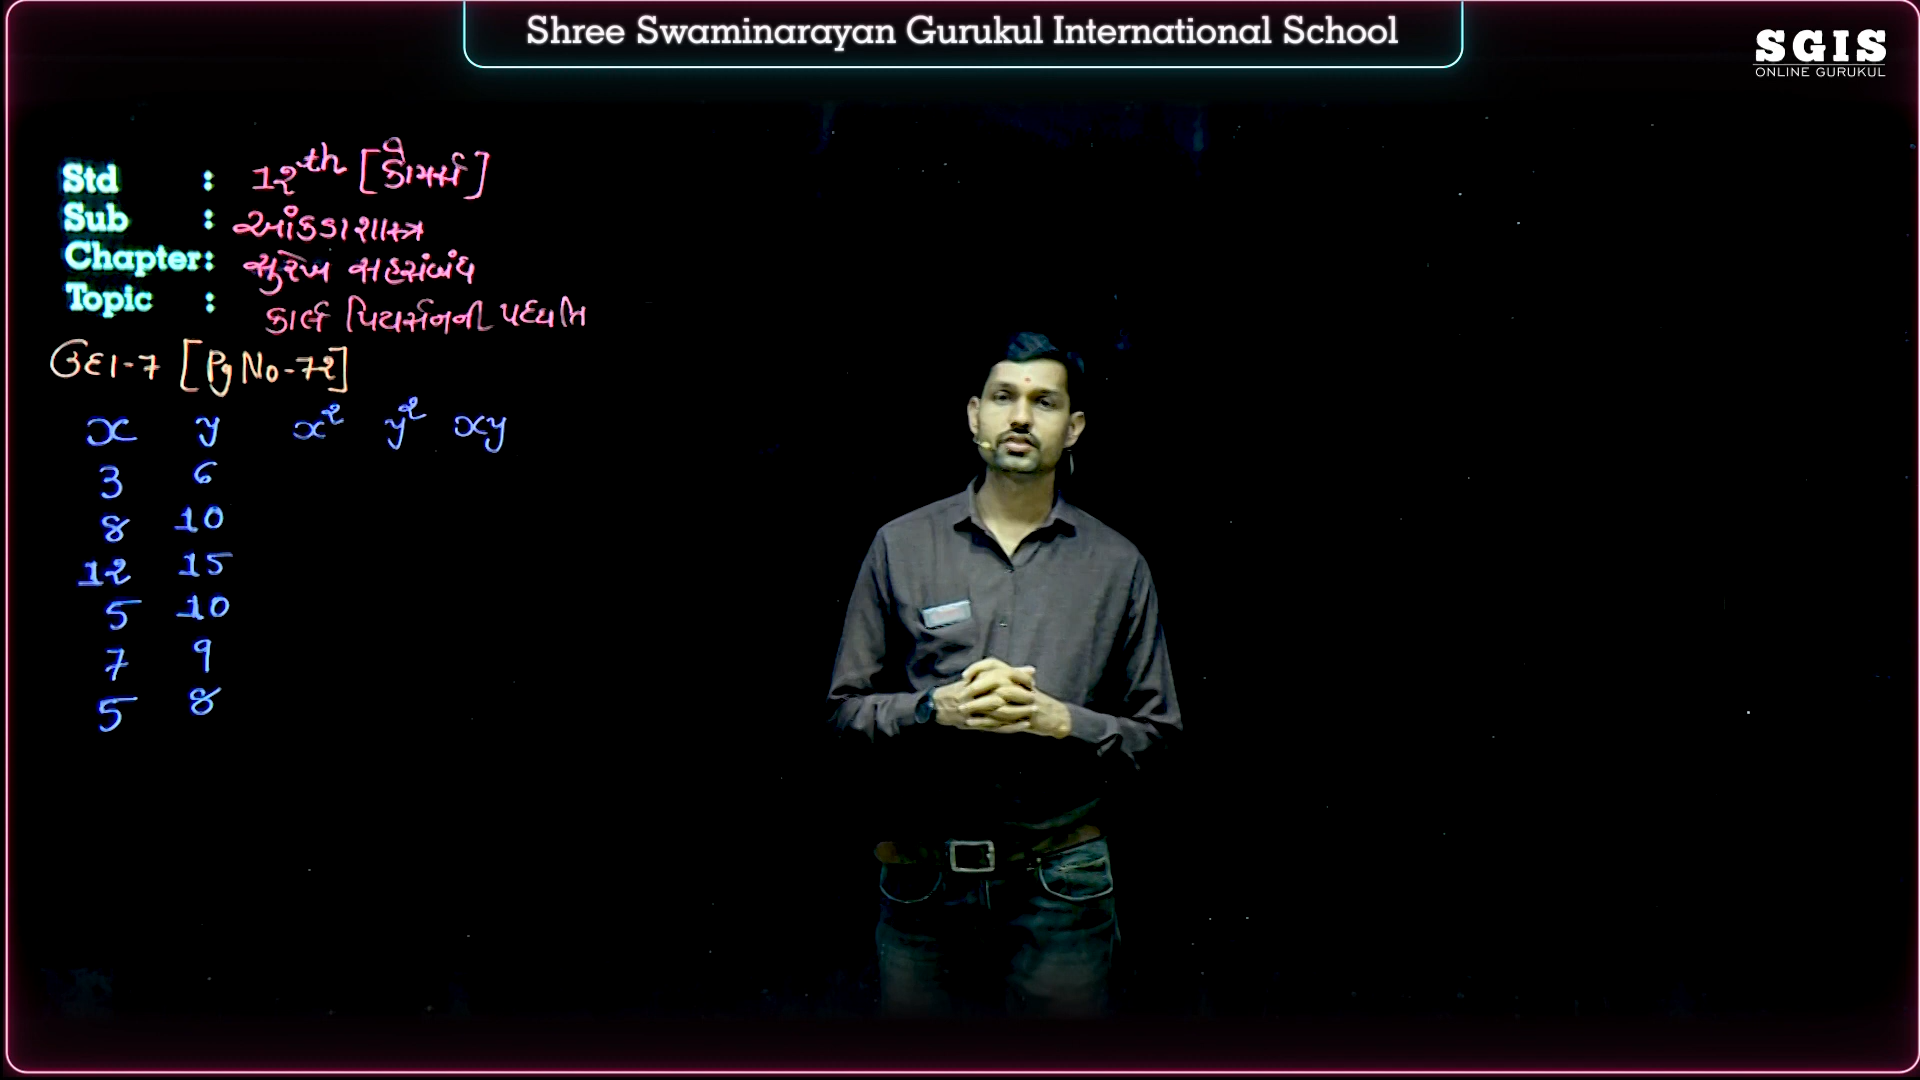 Shree Swaminarayan Gurukul International School
SGIS
ONLINE GURUKUL
Std : 12th [કોમર્સ]
Sub : આંકડાશાસ્ત્ર
Chapter: સુરેખ સહસંબંધ
Topic : કાર્લ પિયર્સનની પદ્ધતિ
ઉદા-7 [Pg No-72]
x y x² y² xy
3 6
8 10
12 15
5 10
7 9
5 8